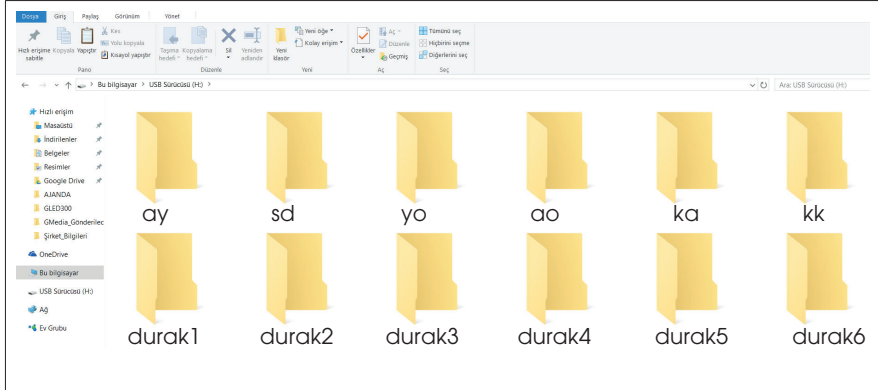 Dosya Giriş Paylaş Görünüm Yönet
Hızlı erişime sabitle
Kopyala
Yapıştır
Kes
Yolu kopyala
Kısayol yapıştır
Pano
Taşıma hedefi
Kopyalama hedefi
Sil
Yeniden adlandır
Düzenle
Yeni klasör
Yeni öğe
Kolay erişim
Yeni
Özellikler
Aç
Düzenle
Geçmiş
Aç
Tümünü seç
Hiçbirini seçme
Diğerlerini seç
Seç
Bu bilgisayar > USB Sürücüsü (H:) >
Ara: USB Sürücüsü (H:)
Hızlı erişim
Masaüstü
İndirilenler
Belgeler
Resimler
Google Drive
AJANDA
GLED300
GMedia_Gönderilec
Şirket_Bilgileri
OneDrive
Bu bilgisayar
USB Sürücüsü (H:)
Ağ
Ev Grubu
ay sd yo ao ka kk
durak1 durak2 durak3 durak4 durak5 durak6